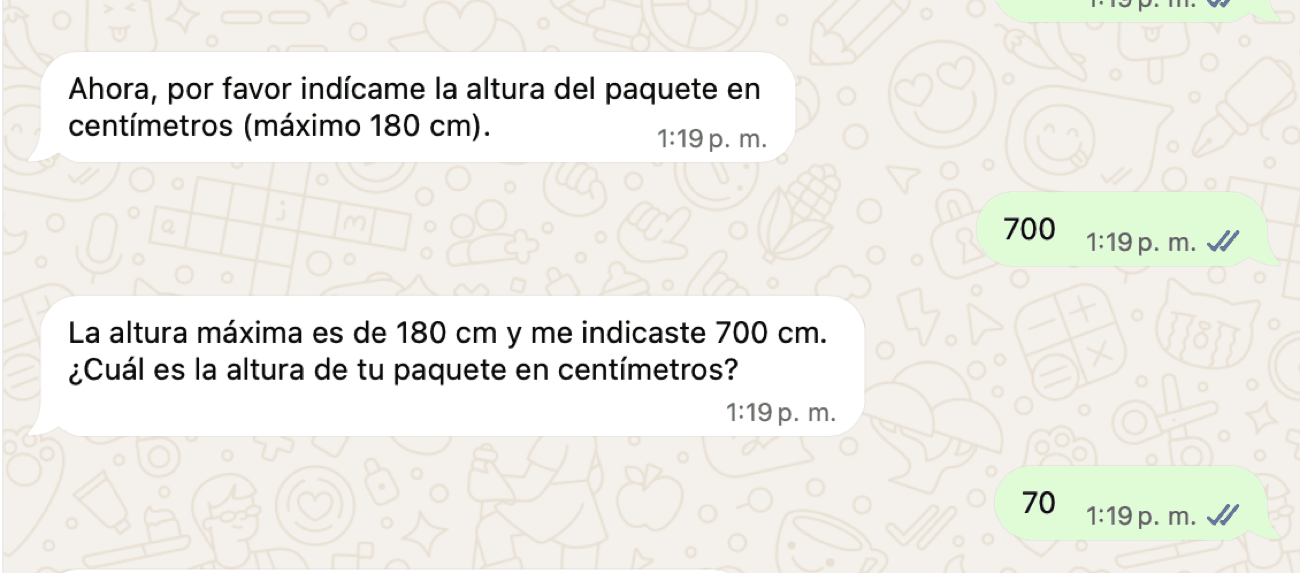 1:19 p. m.
Ahora, por favor indícame la altura del paquete en
centímetros (máximo 180 cm).
1:19 p. m.
700
1:19 p. m.
La altura máxima es de 180 cm y me indicaste 700 cm.
¿Cuál es la altura de tu paquete en centímetros?
1:19 p. m.
70
1:19 p. m.